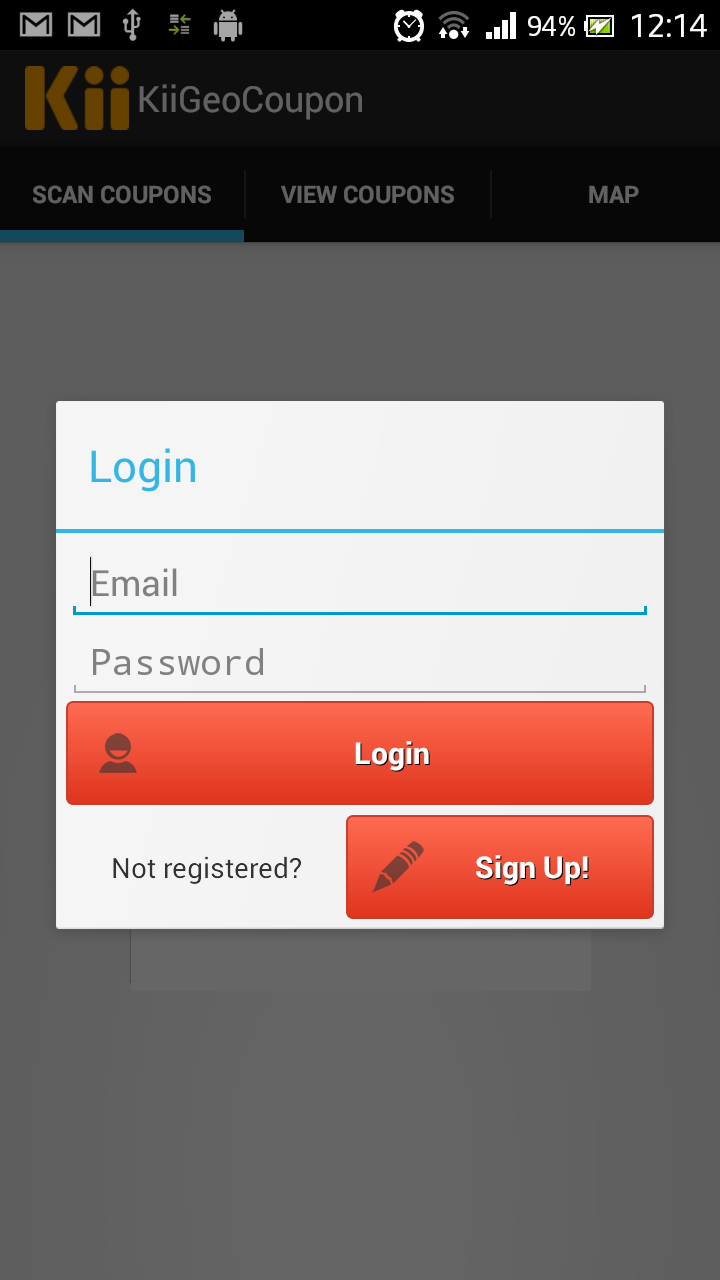 94% 12:14
Kii KiiGeoCoupon
SCAN COUPONS VIEW COUPONS MAP
Login
Email
Password
Login
Not registered? Sign Up!